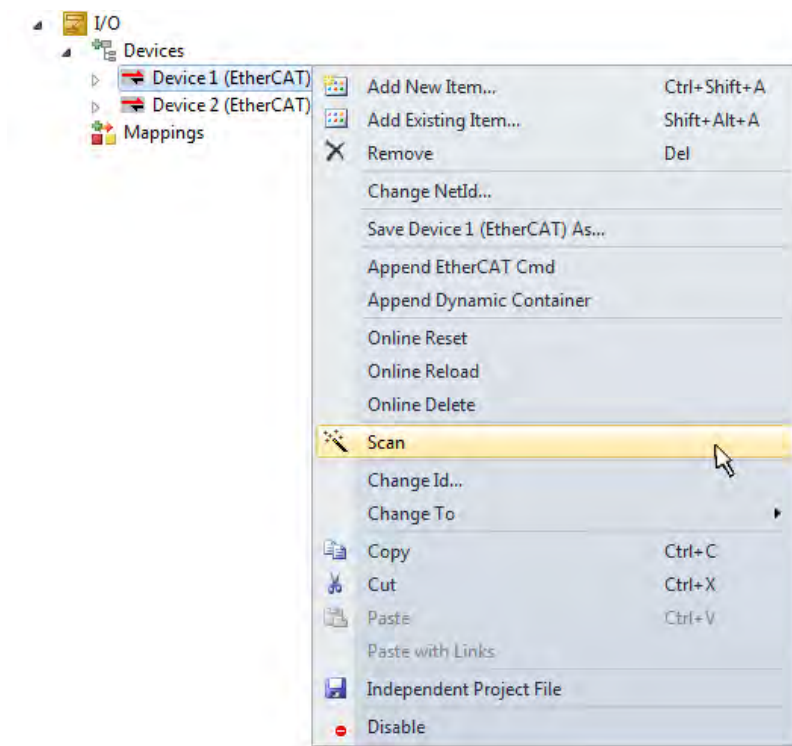 I/O
Devices
Device 1 (EtherCAT)
Device 2 (EtherCAT)
Mappings
Add New Item... Ctrl+Shift+A
Add Existing Item... Shift+Alt+A
Remove Del
Change NetId...
Save Device 1 (EtherCAT) As...
Append EtherCAT Cmd
Append Dynamic Container
Online Reset
Online Reload
Online Delete
Scan
Change Id...
Change To
Copy Ctrl+C
Cut Ctrl+X
Paste Ctrl+V
Paste with Links
Independent Project File
Disable